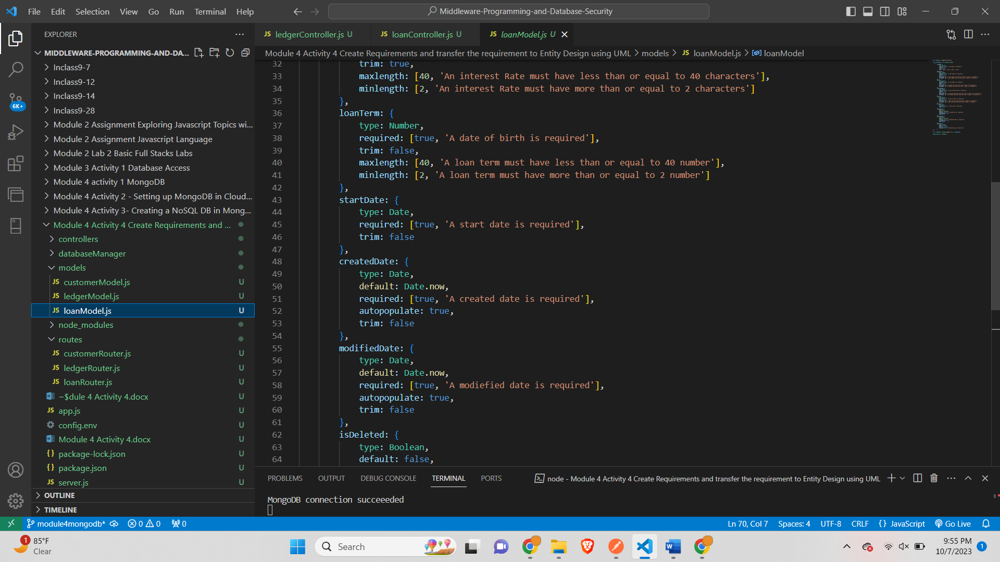 File Edit Selection View Go Run Terminal Help
Middleware-Programming-and-Database-Security
EXPLORER
MIDDLEWARE-PROGRAMMING-AND-DA...
Inclass9-7
Inclass9-12
Inclass9-14
Inclass9-28
Module 2 Assignment Exploring Javascript Topics wi...
Module 2 Assignment Javascript Language
Module 2 Lab 2 Basic Full Stacks Labs
Module 3 Activity 1 Database Access
Module 4 activity 1 MongoDB
Module 4 Activity 2 - Setting up MongoDB in Cloud...
Module 4 Activity 3- Creating a NoSQL DB in Mong...
Module 4 Activity 4 Create Requirements and ...
controllers
databaseManager
models
JS customerModel.js U
JS ledgerModel.js U
JS loanModel.js U
node_modules
routes
JS customerRouter.js U
JS ledgerRouter.js U
JS loanRouter.js U
~$dule 4 Activity 4.docx U
JS app.js U
config.env U
Module 4 Activity 4.docx U
{} package-lock.json U
{} package.json U
JS server.js U
OUTLINE
TIMELINE
6K+
JS ledgerController.js U JS loanController.js U JS loanModel.js U
Module 4 Activity 4 Create Requirements and transfer the requirement to Entity Design using UML > models > JS loanModel.js > loanModel
32 trim: true,
33 maxlength: [40, 'An interest Rate must have less than or equal to 40 characters'],
34 minlength: [2, 'An interest Rate must have more than or equal to 2 characters']
35 },
36 loanTerm: {
37 type: Number,
38 required: [true, 'A date of birth is required'],
39 trim: false,
40 maxlength: [40, 'A loan term must have less than or equal to 40 number'],
41 minlength: [2, 'A loan term must have more than or equal to 2 number']
42 },
43 startDate: {
44 type: Date,
45 required: [true, 'A start date is required'],
46 trim: false
47 },
48 createdDate: {
49 type: Date,
50 default: Date.now,
51 required: [true, 'A created date is required'],
52 autopopulate: true,
53 trim: false
54 },
55 modifiedDate: {
56 type: Date,
57 default: Date.now,
58 required: [true, 'A modiefied date is required'],
59 autopopulate: true,
60 trim: false
61 },
62 isDeleted: {
63 type: Boolean,
64 default: false,
PROBLEMS OUTPUT DEBUG CONSOLE TERMINAL PORTS
node - Module 4 Activity 4 Create Requirements and transfer the requirement to Entity Design using UML
MongoDB connection succeeeded
module4mongodb* 0 0 0
Ln 70, Col 7 Spaces: 4 UTF-8 CRLF {} JavaScript Go Live
1
85°F
Clear
Search
9:55 PM
10/7/2023
1